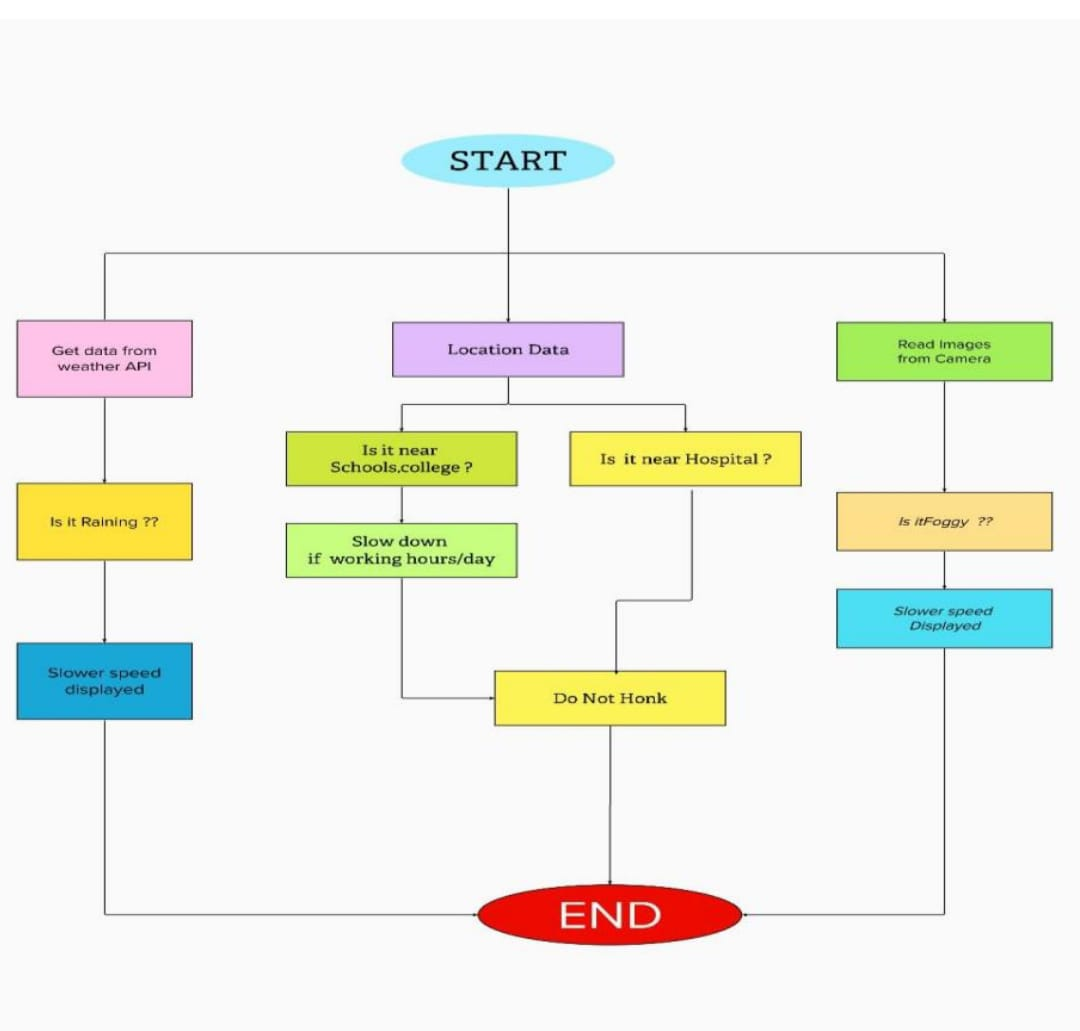 START
Get data from
weather API
Location Data
Read Images
from Camera
Is it near
Schools,college ?
Is it near Hospital ?
Is it Raining ??
Is itFoggy ??
Slow down
if working hours/day
Slower speed
Displayed
Slower speed
displayed
Do Not Honk
END